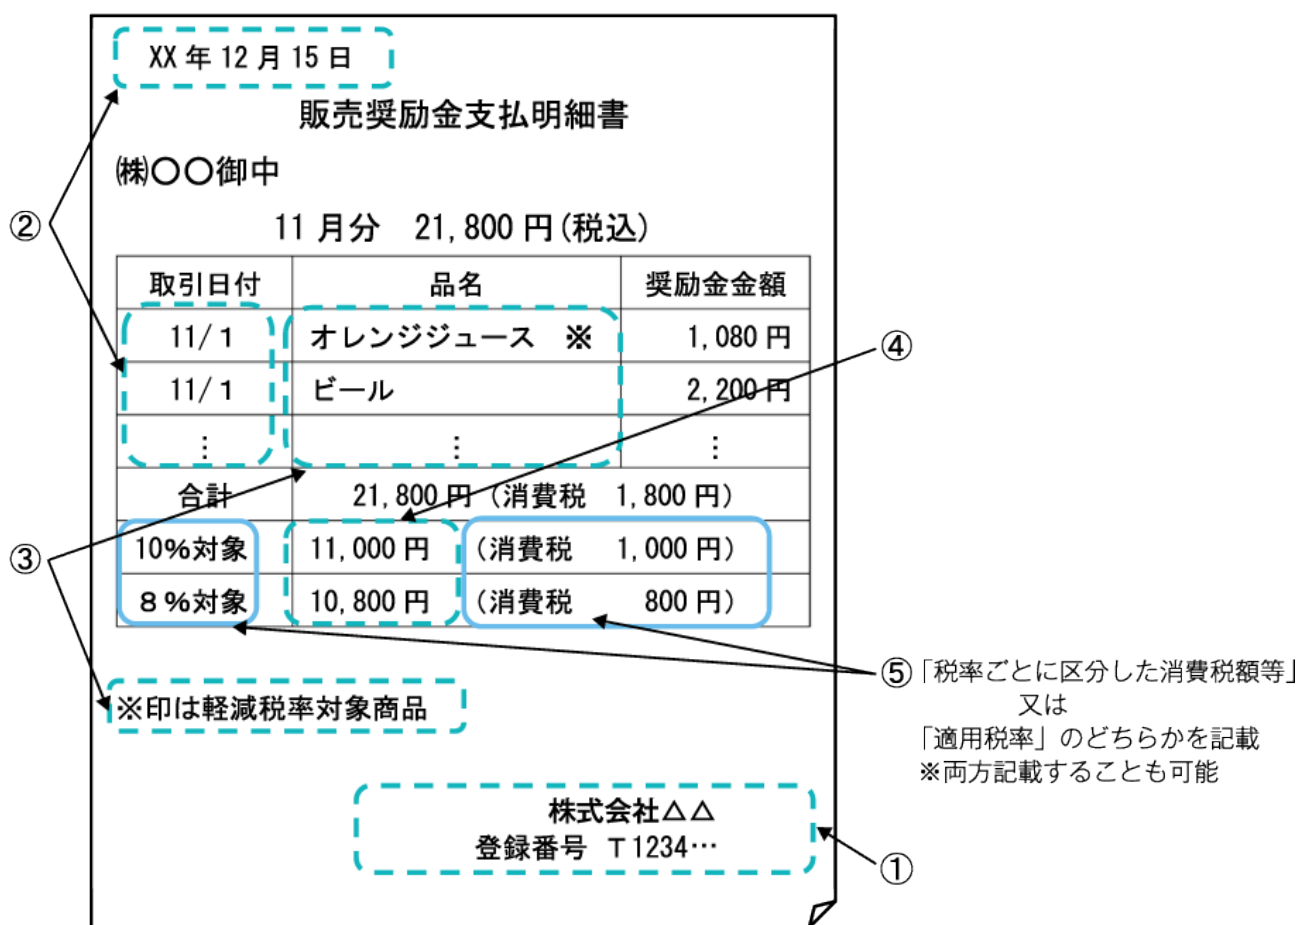 XX 年 12 月 15 日
販売奨励金支払明細書
㈱〇〇御中
②
11 月分　21,800 円(税込)
取引日付　品名　奨励金金額
11/１　オレンジジュース　※　1,080 円
④
11/１　ビール　2,200 円
⋮　⋮　⋮
合計　21,800 円（消費税　1,800 円）
③
10%対象　11,000 円　（消費税　1,000 円）
８%対象　10,800 円　（消費税　800 円）
⑤「税率ごとに区分した消費税額等」
又は
「適用税率」のどちらかを記載
※両方記載することも可能
※印は軽減税率対象商品
株式会社△△
登録番号　Ｔ1234…
①